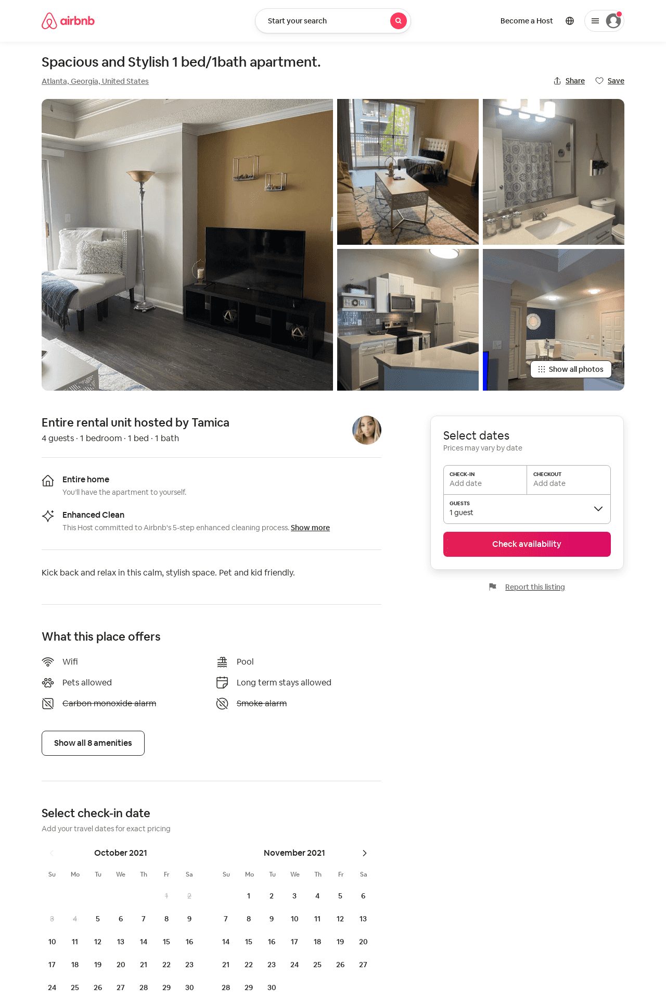 airbnb
Start your search
Become a Host
Spacious and Stylish 1 bed/1bath apartment.
Atlanta, Georgia, United States
Share
Save
HOME
Show all photos
Entire rental unit hosted by Tamica
4 guests · 1 bedroom · 1 bed · 1 bath
Entire home
You'll have the apartment to yourself.
Enhanced Clean
This Host committed to Airbnb's 5-step enhanced cleaning process. Show more
Kick back and relax in this calm, stylish space. Pet and kid friendly.
Select dates
Prices may vary by date
CHECK-IN
Add date
CHECKOUT
Add date
GUESTS
1 guest
Check availability
Report this listing
What this place offers
Wifi
Pool
Pets allowed
Long term stays allowed
Carbon monoxide alarm
Smoke alarm
Show all 8 amenities
Select check-in date
Add your travel dates for exact pricing
October 2021
Su Mo Tu We Th Fr Sa
1 2
3 4 5 6 7 8 9
10 11 12 13 14 15 16
17 18 19 20 21 22 23
24 25 26 27 28 29 30
November 2021
Su Mo Tu We Th Fr Sa
1 2 3 4 5 6
7 8 9 10 11 12 13
14 15 16 17 18 19 20
21 22 23 24 25 26 27
28 29 30